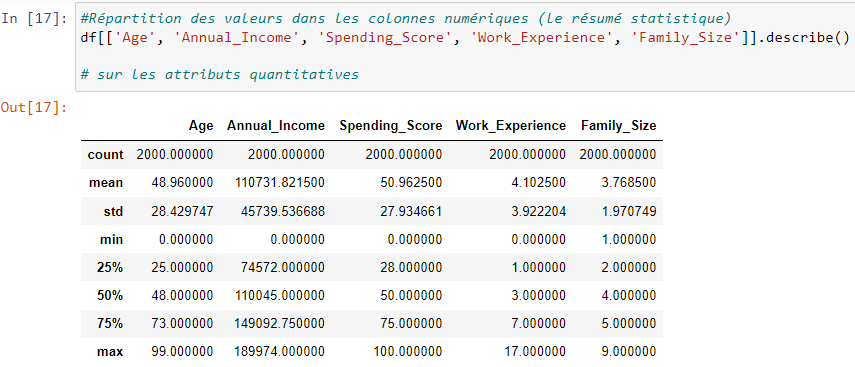 In [17]: #Répartition des valeurs dans les colonnes numériques (le résumé statistique)
df[['Age', 'Annual_Income', 'Spending_Score', 'Work_Experience', 'Family_Size']].describe()
# sur les attributs quantitatives
Out[17]:
Age Annual_Income Spending_Score Work_Experience Family_Size
count 2000.000000 2000.000000 2000.000000 2000.000000 2000.000000
mean 48.960000 110731.821500 50.962500 4.102500 3.768500
std 28.429747 45739.536688 27.934661 3.922204 1.970749
min 0.000000 0.000000 0.000000 0.000000 1.000000
25% 25.000000 74572.000000 28.000000 1.000000 2.000000
50% 48.000000 110045.000000 50.000000 3.000000 4.000000
75% 73.000000 149092.750000 75.000000 7.000000 5.000000
max 99.000000 189974.000000 100.000000 17.000000 9.000000